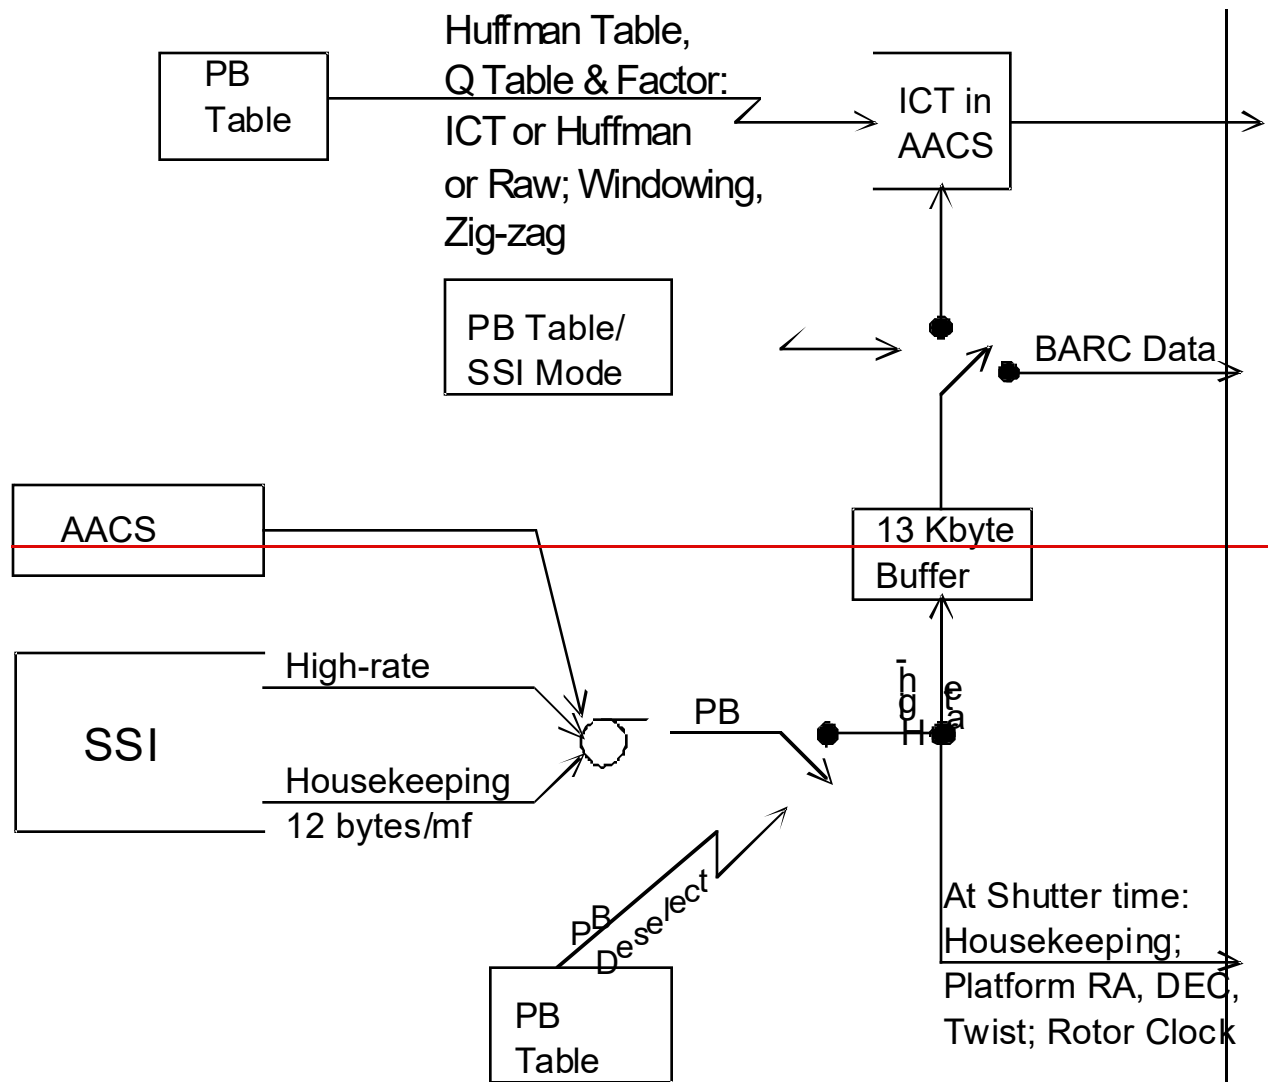 Huffman Table,
Q Table & Factor:
ICT or Huffman
or Raw; Windowing,
Zig-zag
PB
Table
ICT in
AACS
PB Table/
SSI Mode
BARC Data
AACS
13 Kbyte
Buffer
SSI
High-rate
Housekeeping
12 bytes/mf
PB
High-
rate
PB
Deselect
PB
Table
At Shutter time:
Housekeeping;
Platform RA, DEC,
Twist; Rotor Clock